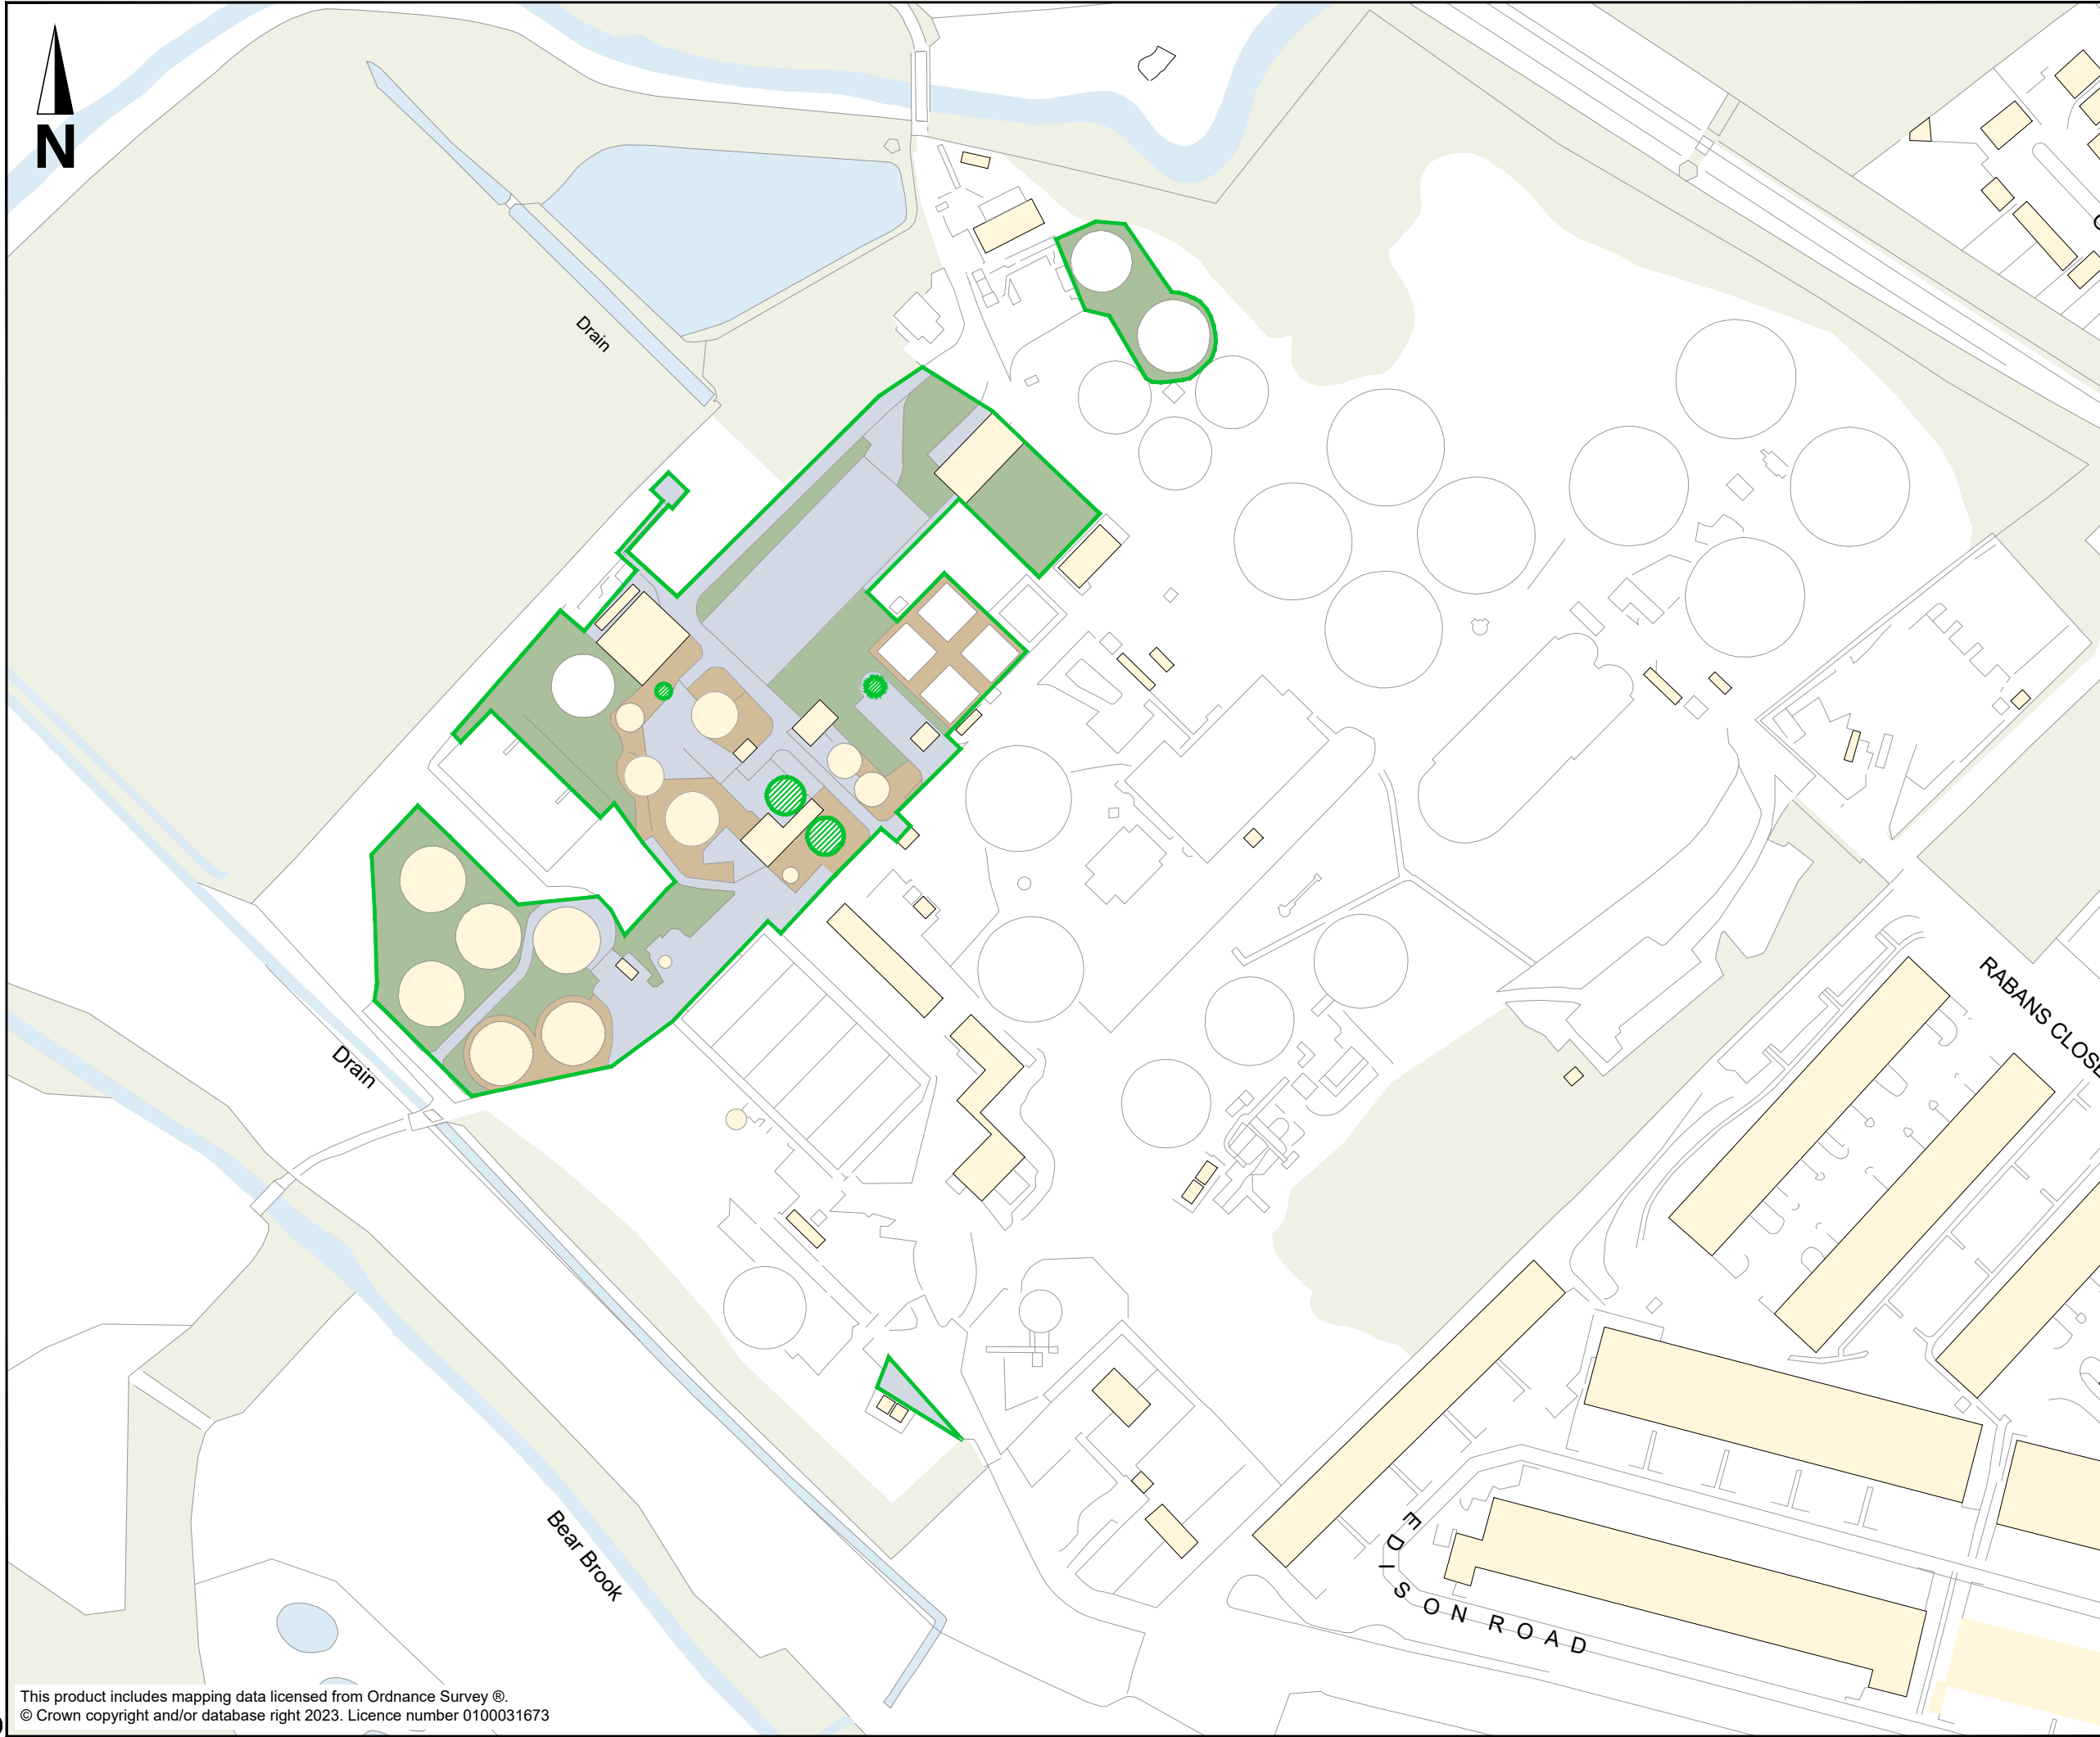 N
Drain
RABANS CLOSE
Drain
Bear Brook
EDISON ROAD
This product includes mapping data licensed from Ordnance Survey ®.
© Crown copyright and/or database right 2023. Licence number 0100031673